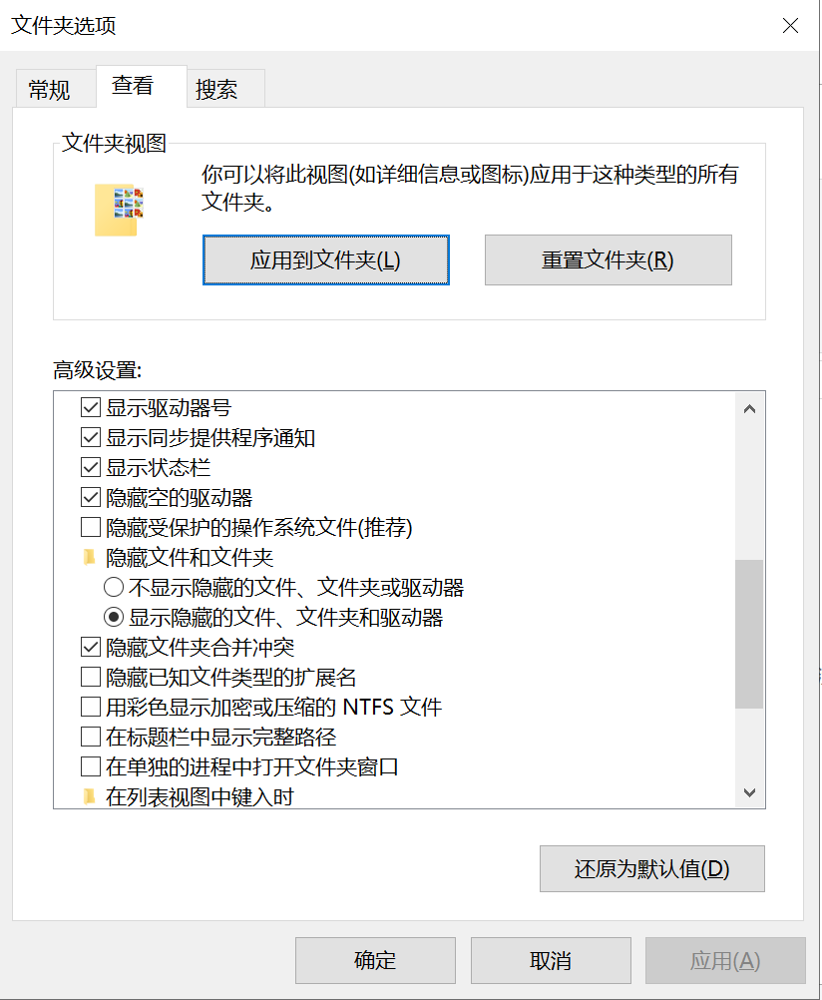 文件夹选项
常规
查看
搜索
文件夹视图
你可以将此视图(如详细信息或图标)应用于这种类型的所有
文件夹。
应用到文件夹(L)
重置文件夹(R)
高级设置:
显示驱动器号
显示同步提供程序通知
显示状态栏
隐藏空的驱动器
隐藏受保护的操作系统文件(推荐)
隐藏文件和文件夹
不显示隐藏的文件、文件夹或驱动器
显示隐藏的文件、文件夹和驱动器
隐藏文件夹合并冲突
隐藏已知文件类型的扩展名
用彩色显示加密或压缩的 NTFS 文件
在标题栏中显示完整路径
在单独的进程中打开文件夹窗口
在列表视图中键入时
还原为默认值(D)
确定
取消
应用(A)